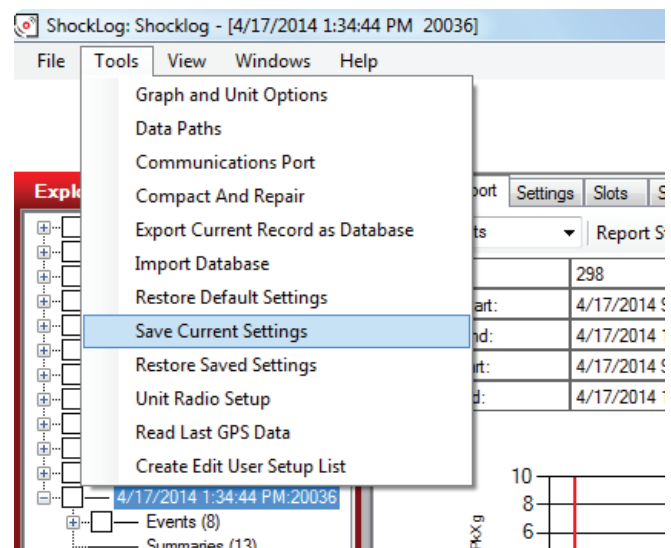 ShockLog: Shocklog - [4/17/2014 1:34:44 PM 20036]
File Tools View Windows Help
Graph and Unit Options
Data Paths
Communications Port
Compact And Repair
Export Current Record as Database
Import Database
Restore Default Settings
Save Current Settings
Restore Saved Settings
Unit Radio Setup
Read Last GPS Data
Create Edit User Setup List
Settings Slots
298
4/17/2014
4/17/2014
4/17/2014
4/17/2014
4/17/2014 1:34:44 PM:20036
Events (8)
Summaries (13)
10
8
6
PkX g